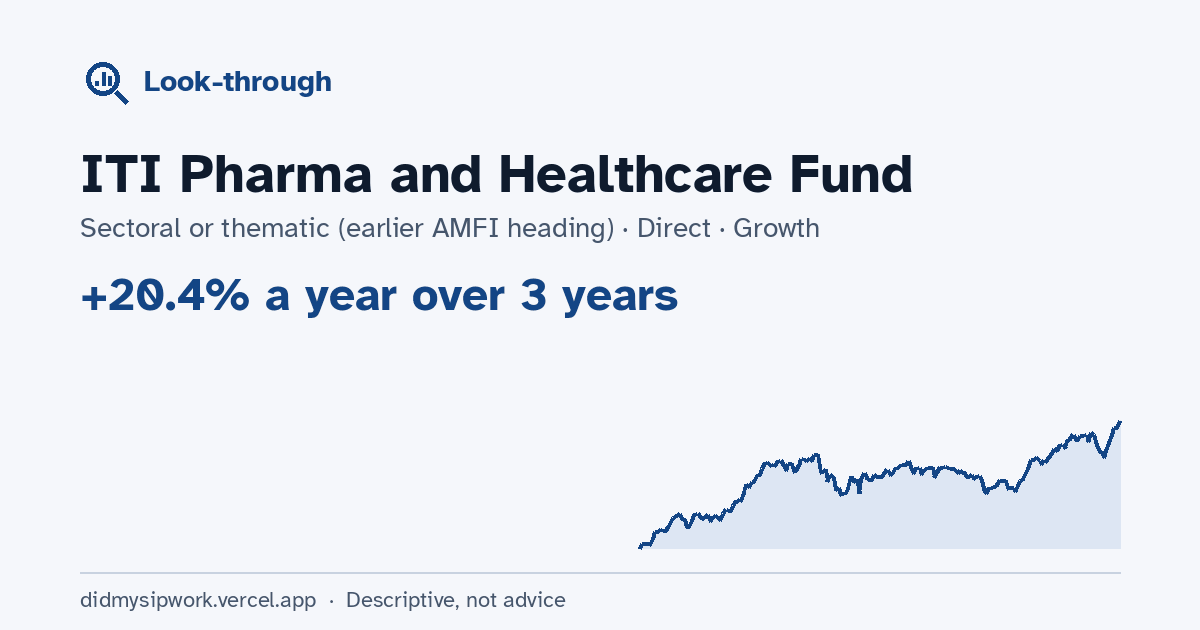 Look-through
ITI Pharma and Healthcare Fund
Sectoral or thematic (earlier AMFI heading) · Direct · Growth
+20.4% a year over 3 years
didmysipwork.vercel.app · Descriptive, not advice